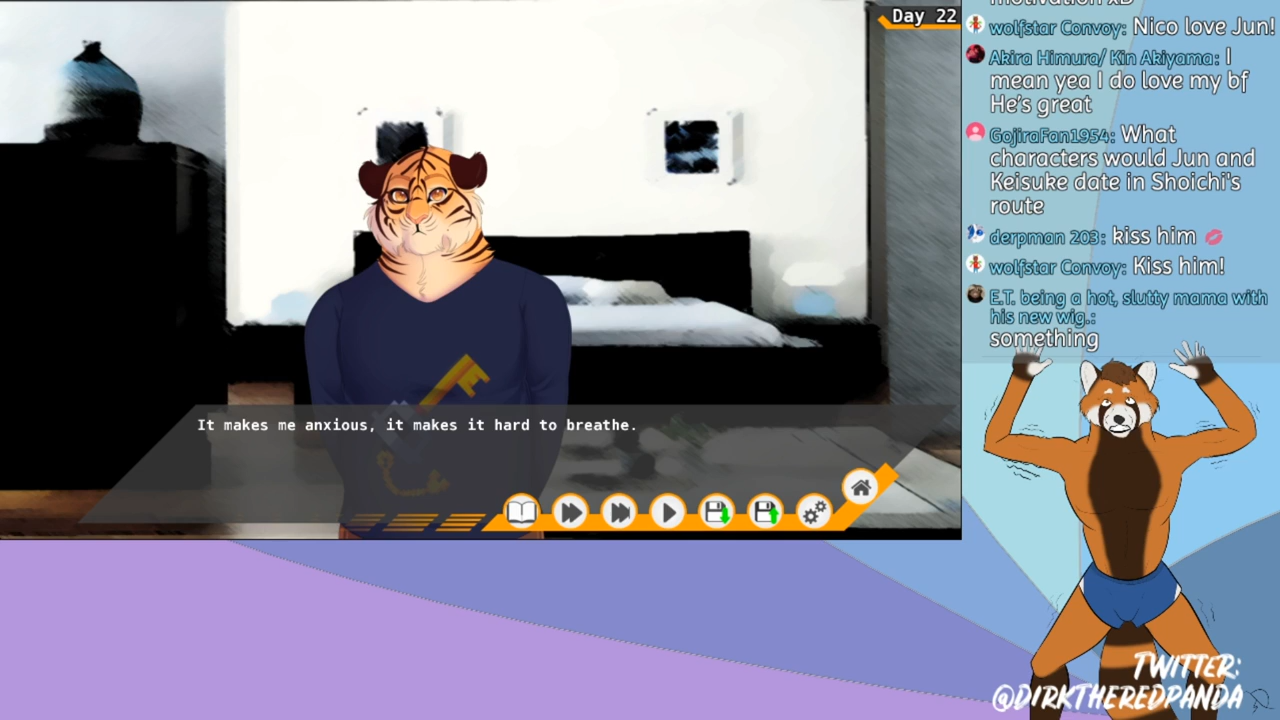 Day 22
It makes me anxious, it makes it hard to breathe.
motivation xD
wolfstar Convoy: Nico love Jun!
Akira Himura/ Kin Akiyama: I
mean yea I do love my bf
He's great
GojiraFan1954: What
characters would Jun and
Keisuke date in Shoichi's
route
derpman 203: kiss him 💋
wolfstar Convoy: Kiss him!
E.T. being a hot, slutty mama with
his new wig.:
something
TWITTER:
@DIRKTHEREDPANDA